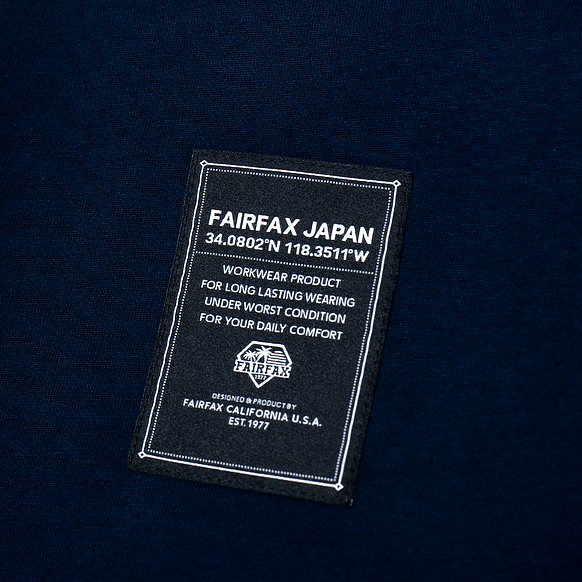 FAIRFAX JAPAN
34.0802°N 118.3511°W
WORKWEAR PRODUCT
FOR LONG LASTING WEARING
UNDER WORST CONDITION
FOR YOUR DAILY COMFORT
FAIRFAX
1977
DESIGNED & PRODUCT BY
FAIRFAX CALIFORNIA U.S.A.
EST.1977